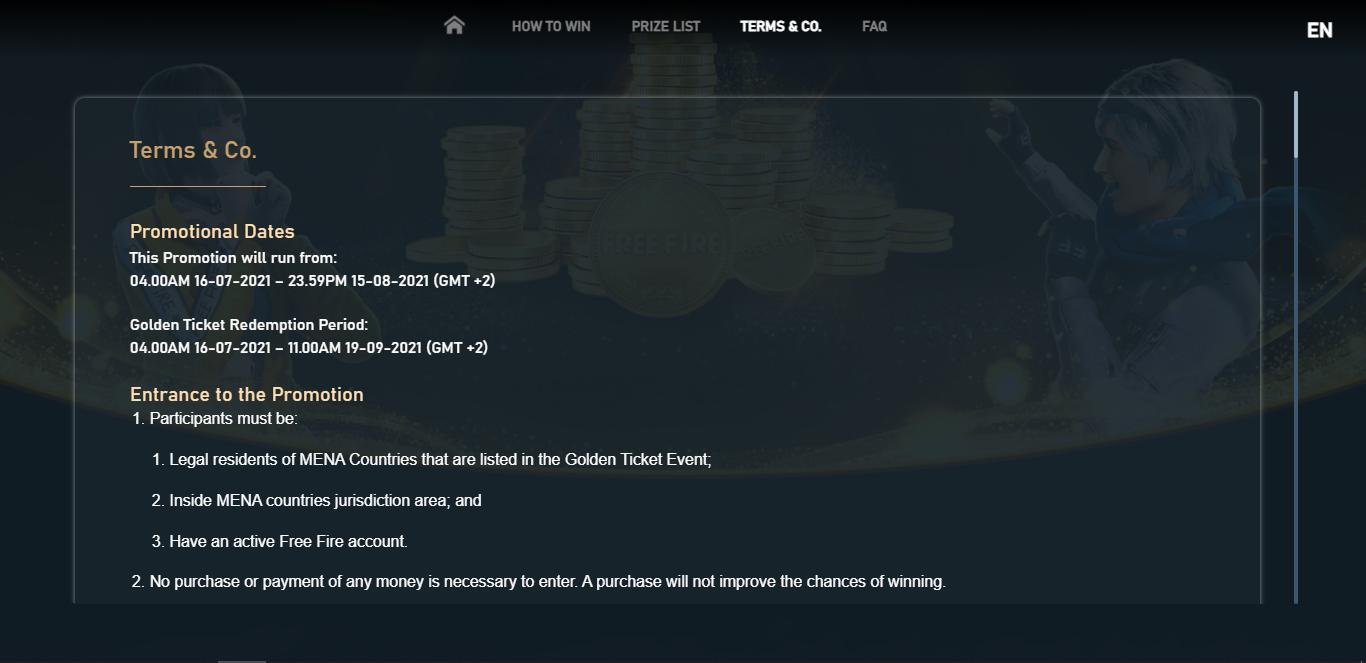 HOW TO WIN PRIZE LIST TERMS & CO. FAQ
EN
Terms & Co.
Promotional Dates
This Promotion will run from:
04.00AM 16-07-2021 – 23.59PM 15-08-2021 (GMT +2)
Golden Ticket Redemption Period:
04.00AM 16-07-2021 – 11.00AM 19-09-2021 (GMT +2)
Entrance to the Promotion
1. Participants must be:
1. Legal residents of MENA Countries that are listed in the Golden Ticket Event;
2. Inside MENA countries jurisdiction area; and
3. Have an active Free Fire account.
2. No purchase or payment of any money is necessary to enter. A purchase will not improve the chances of winning.
FREE FIRE